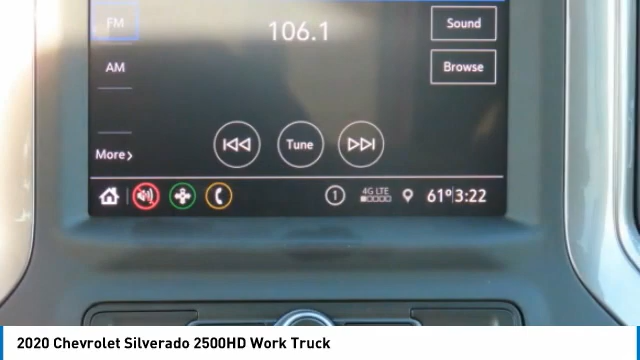 FM
106.1
Sound
AM
Browse
Tune
More>
1
4G LTE
61° 3:22
2020 Chevrolet Silverado 2500HD Work Truck